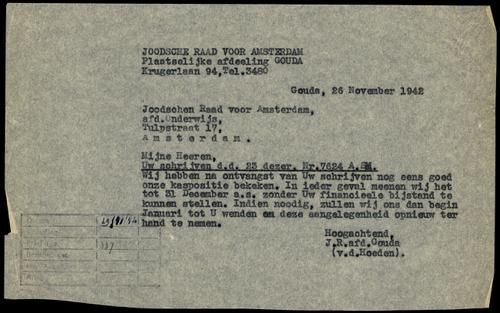 JOODSCHE RAAD VOOR AMSTERDAM
Plaatselijke afdeeling GOUDA
Krugerlaan 94,Tel.3480
Gouda, 26 November 1942
Joodschen Raad voor Amsterdam,
afd.Onderwijs,
Tulpstraat 17,
Amsterdam.
Mijne Heeren,
Uw schrijven d.d. 23 dezer. Nr.7624 A.SM.
Wij hebben na ontvangst van Uw schrijven nog eens goed
onze kaspositie bekeken. In ieder geval meenen wij het
tot 31 December a.s. zonder Uw financieele bijstand te
kunnen stellen. Indien noodig, zullen wij ons dan begin
Januari tot U wenden om deze aangelegenheid opnieuw ter
hand te nemen.
Hoogachtend,
J.R.afd.Gouda
(v.d.Hoeden).